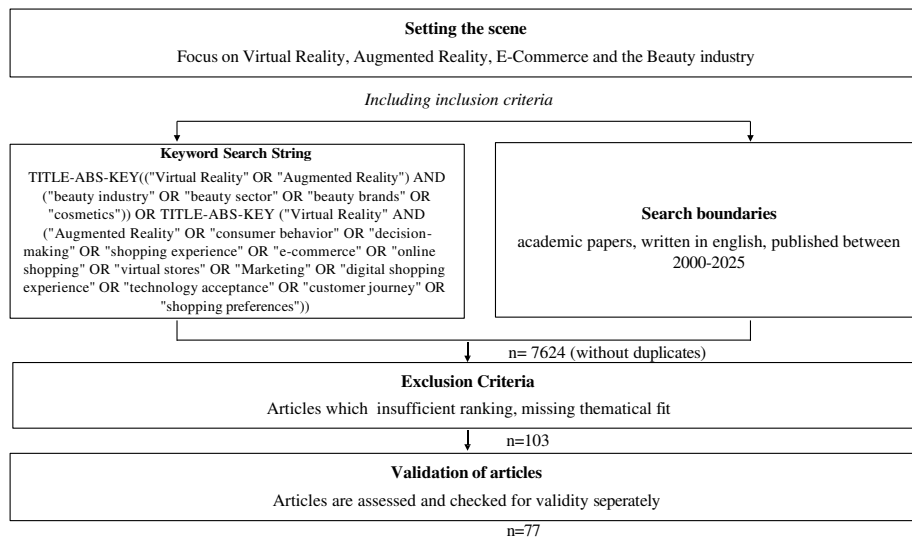 Setting the scene
Focus on Virtual Reality, Augmented Reality, E-Commerce and the Beauty industry
Including inclusion criteria
Keyword Search String
TITLE-ABS-KEY(("Virtual Reality" OR "Augmented Reality") AND
("beauty industry" OR "beauty sector" OR "beauty brands" OR
"cosmetics")) OR TITLE-ABS-KEY ("Virtual Reality" AND
("Augmented Reality" OR "consumer behavior" OR "decision-
making" OR "shopping experience" OR "e-commerce" OR "online
shopping" OR "virtual stores" OR "Marketing" OR "digital shopping
experience" OR "technology acceptance" OR "customer journey" OR
"shopping preferences"))
Search boundaries
academic papers, written in english, published between
2000-2025
n= 7624 (without duplicates)
Exclusion Criteria
Articles which  insufficient ranking, missing thematical fit
n=103
Validation of articles
Articles are assessed and checked for validity seperately
n=77